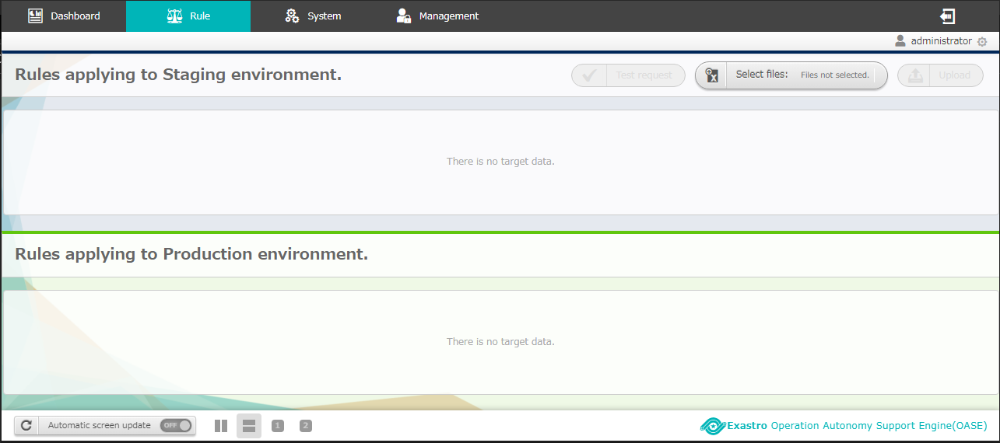 Dashboard Rule System Management
administrator
Rules applying to Staging environment. Test request Select files: Files not selected. Upload
There is no target data.
Rules applying to Production environment.
There is no target data.
Automatic screen update OFF 1 2 Exastro Operation Autonomy Support Engine(OASE)